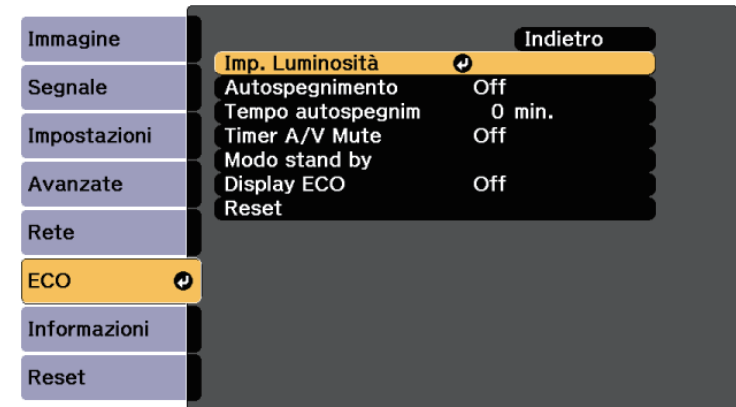 Immagine
Segnale
Impostazioni
Avanzate
Rete
ECO
Informazioni
Reset
Indietro
Imp. Luminosità
Autospegnimento Off
Tempo autospegnim 0 min.
Timer A/V Mute Off
Modo stand by
Display ECO Off
Reset